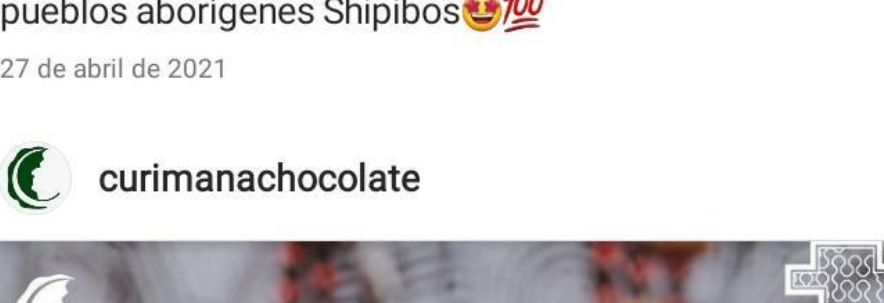 pueblos aborigenes Shipibos🤩💯
27 de abril de 2021
curimanachocolate